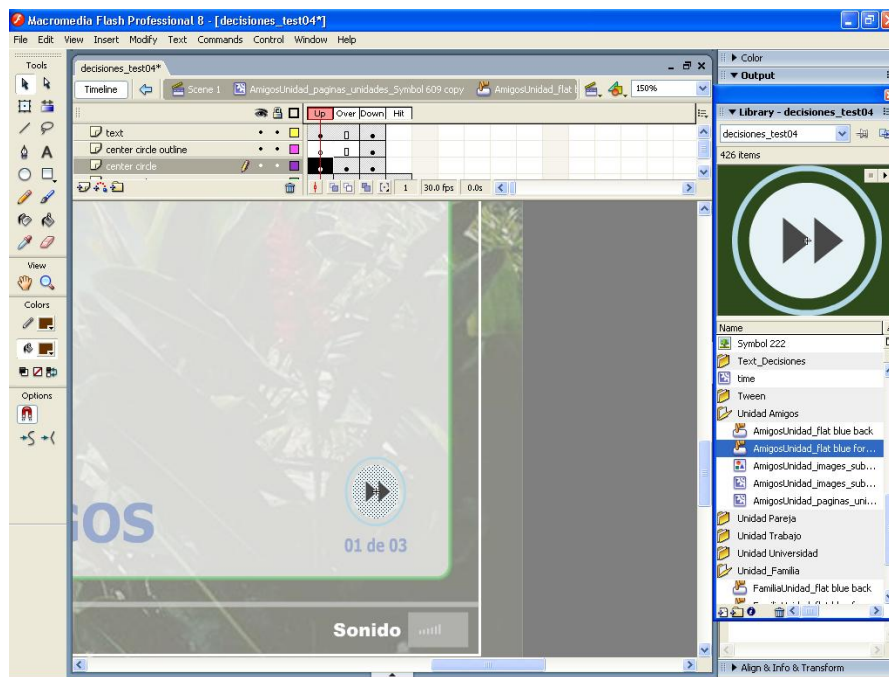 Macromedia Flash Professional 8 - [decisiones_test04*]
File Edit View Insert Modify Text Commands Control Window Help
Tools
View
Colors
Options
decisiones_test04*
Timeline Scene 1 AmigosUnidad_paginas_unidades_Symbol 609 copy AmigosUnidad_flat b 150%
Up Over Down Hit
text
center circle outline
center circle
1 30.0 fps 0.0s
GOS
01 de 03
Sonido
Color
Output
Library - decisiones_test04
decisiones_test04
426 items
Name
Symbol 222
Text_Decisiones
time
Tween
Unidad Amigos
AmigosUnidad_flat blue back
AmigosUnidad_flat blue for...
AmigosUnidad_images_sub...
AmigosUnidad_images_sub...
AmigosUnidad_paginas_uni...
Unidad Pareja
Unidad Trabajo
Unidad Universidad
Unidad_Familia
FamiliaUnidad_flat blue back
Align & Info & Transform